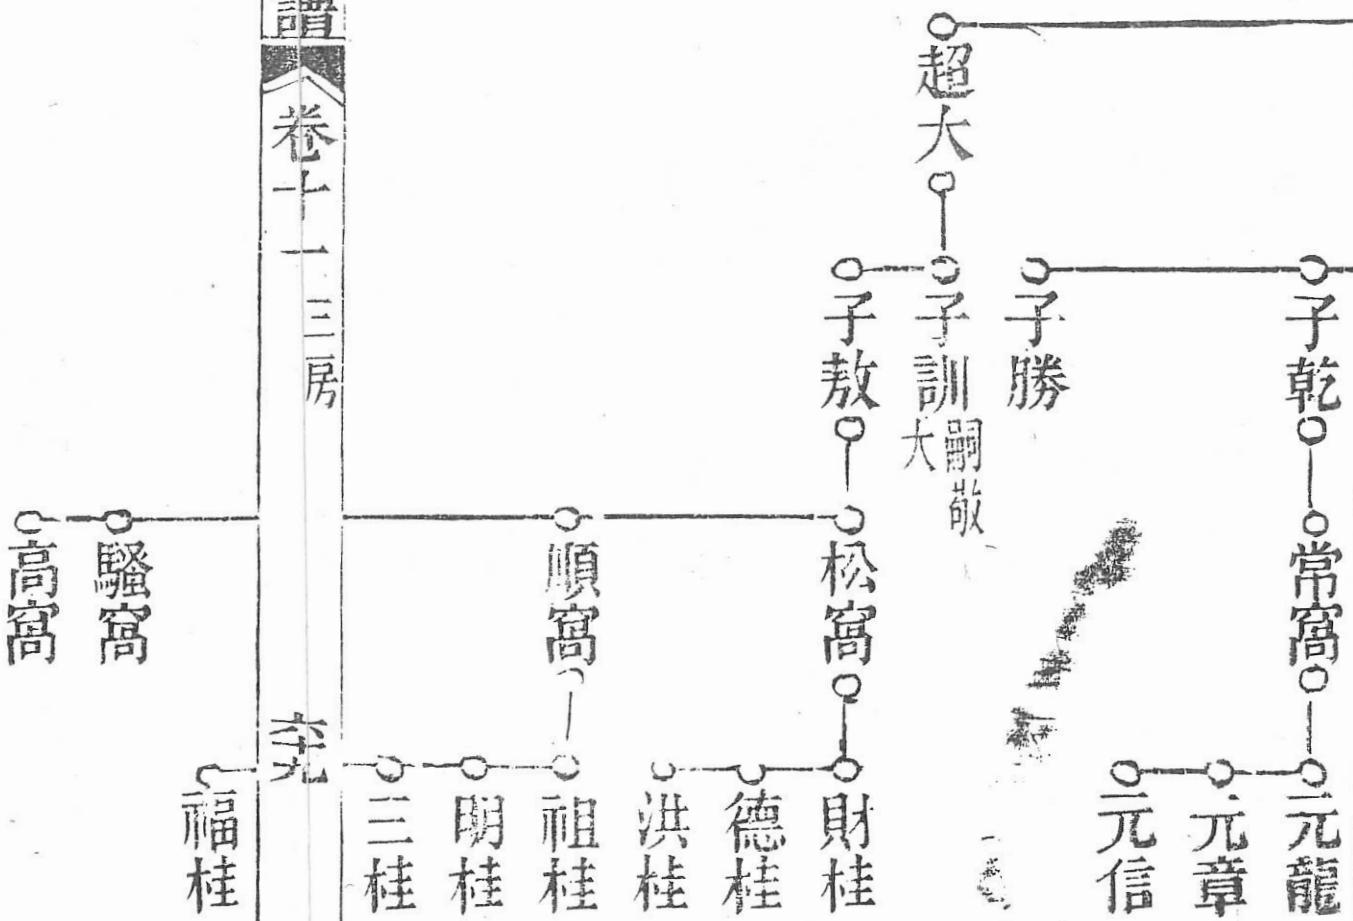 超大
子乾
子勝
子訓 嗣敬大
子敖
常窩
松窩
順窩
騷窩
高窩
元龍
元章
元信
財桂
德桂
洪桂
祖桂
明桂
三桂
福桂
譜
卷十一 三房